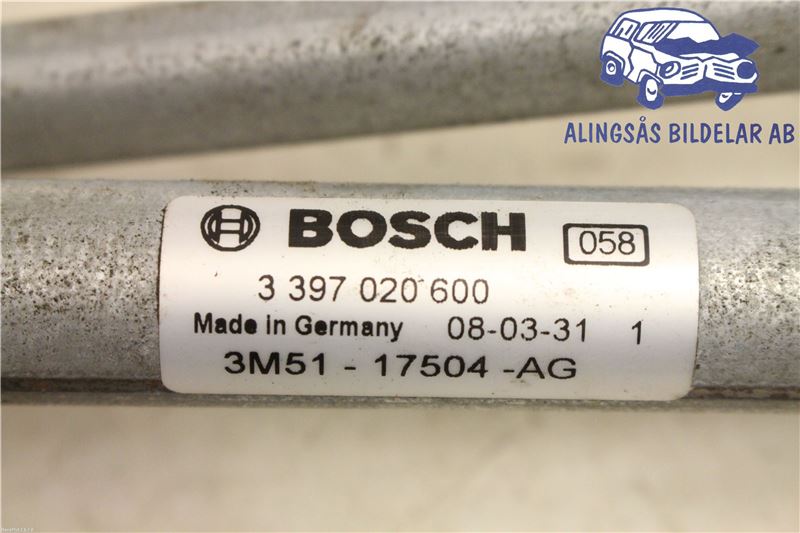 ALINGSÅS BILDELAR AB
BOSCH 058
3 397 020 600
Made in Germany 08-03-31 1
3M51 - 17504 -AG